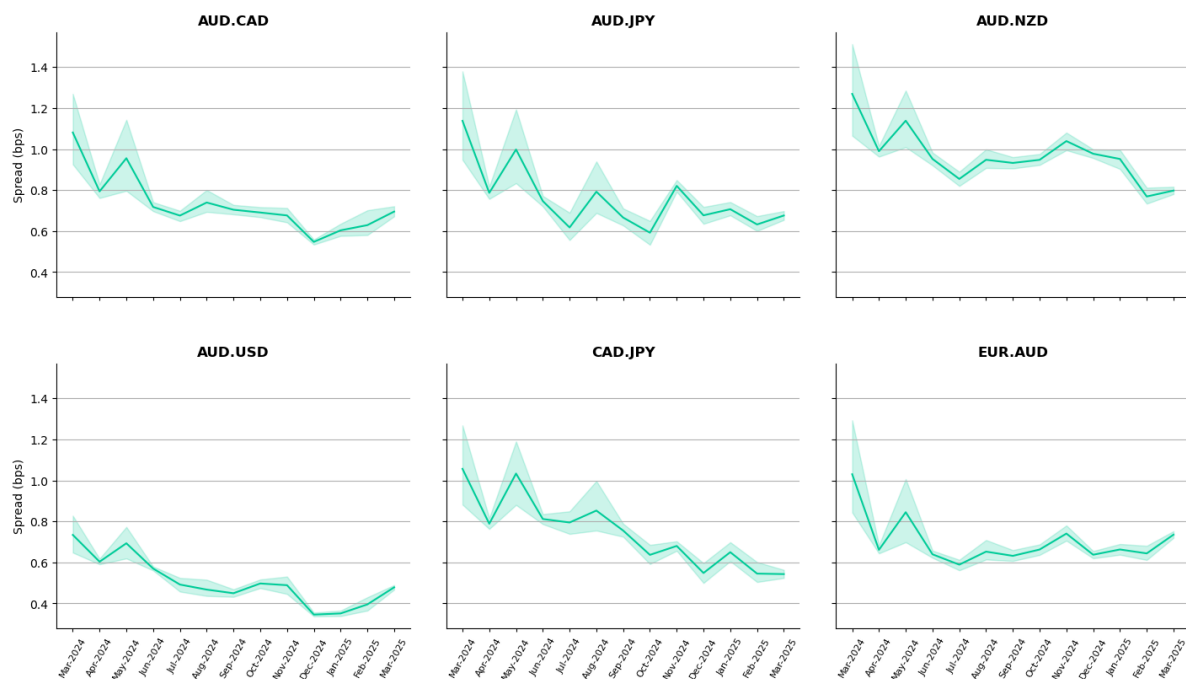 AUD.CAD
AUD.JPY
AUD.NZD
Spread (bps)
1.4
1.2
1.0
0.8
0.6
0.4
AUD.USD
CAD.JPY
EUR.AUD
Spread (bps)
1.4
1.2
1.0
0.8
0.6
0.4
Mar-2024
Apr-2024
May-2024
Jun-2024
Jul-2024
Aug-2024
Sep-2024
Oct-2024
Nov-2024
Dec-2024
Jan-2025
Feb-2025
Mar-2025
Mar-2024
Apr-2024
May-2024
Jun-2024
Jul-2024
Aug-2024
Sep-2024
Oct-2024
Nov-2024
Dec-2024
Jan-2025
Feb-2025
Mar-2025
Mar-2024
Apr-2024
May-2024
Jun-2024
Jul-2024
Aug-2024
Sep-2024
Oct-2024
Nov-2024
Dec-2024
Jan-2025
Feb-2025
Mar-2025